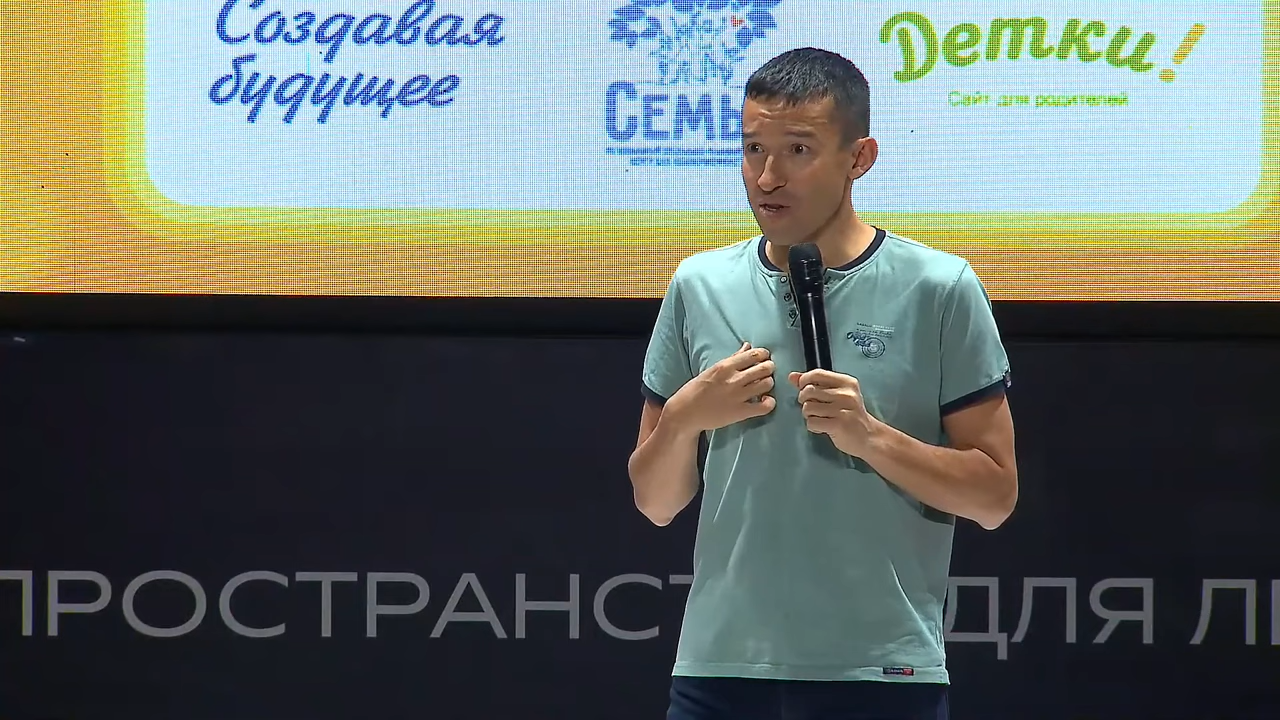 Создавая
будущее
СЕМЬ
Детки!
Сайт для родителей
ПРОСТРАНСТ ДЛЯ Л